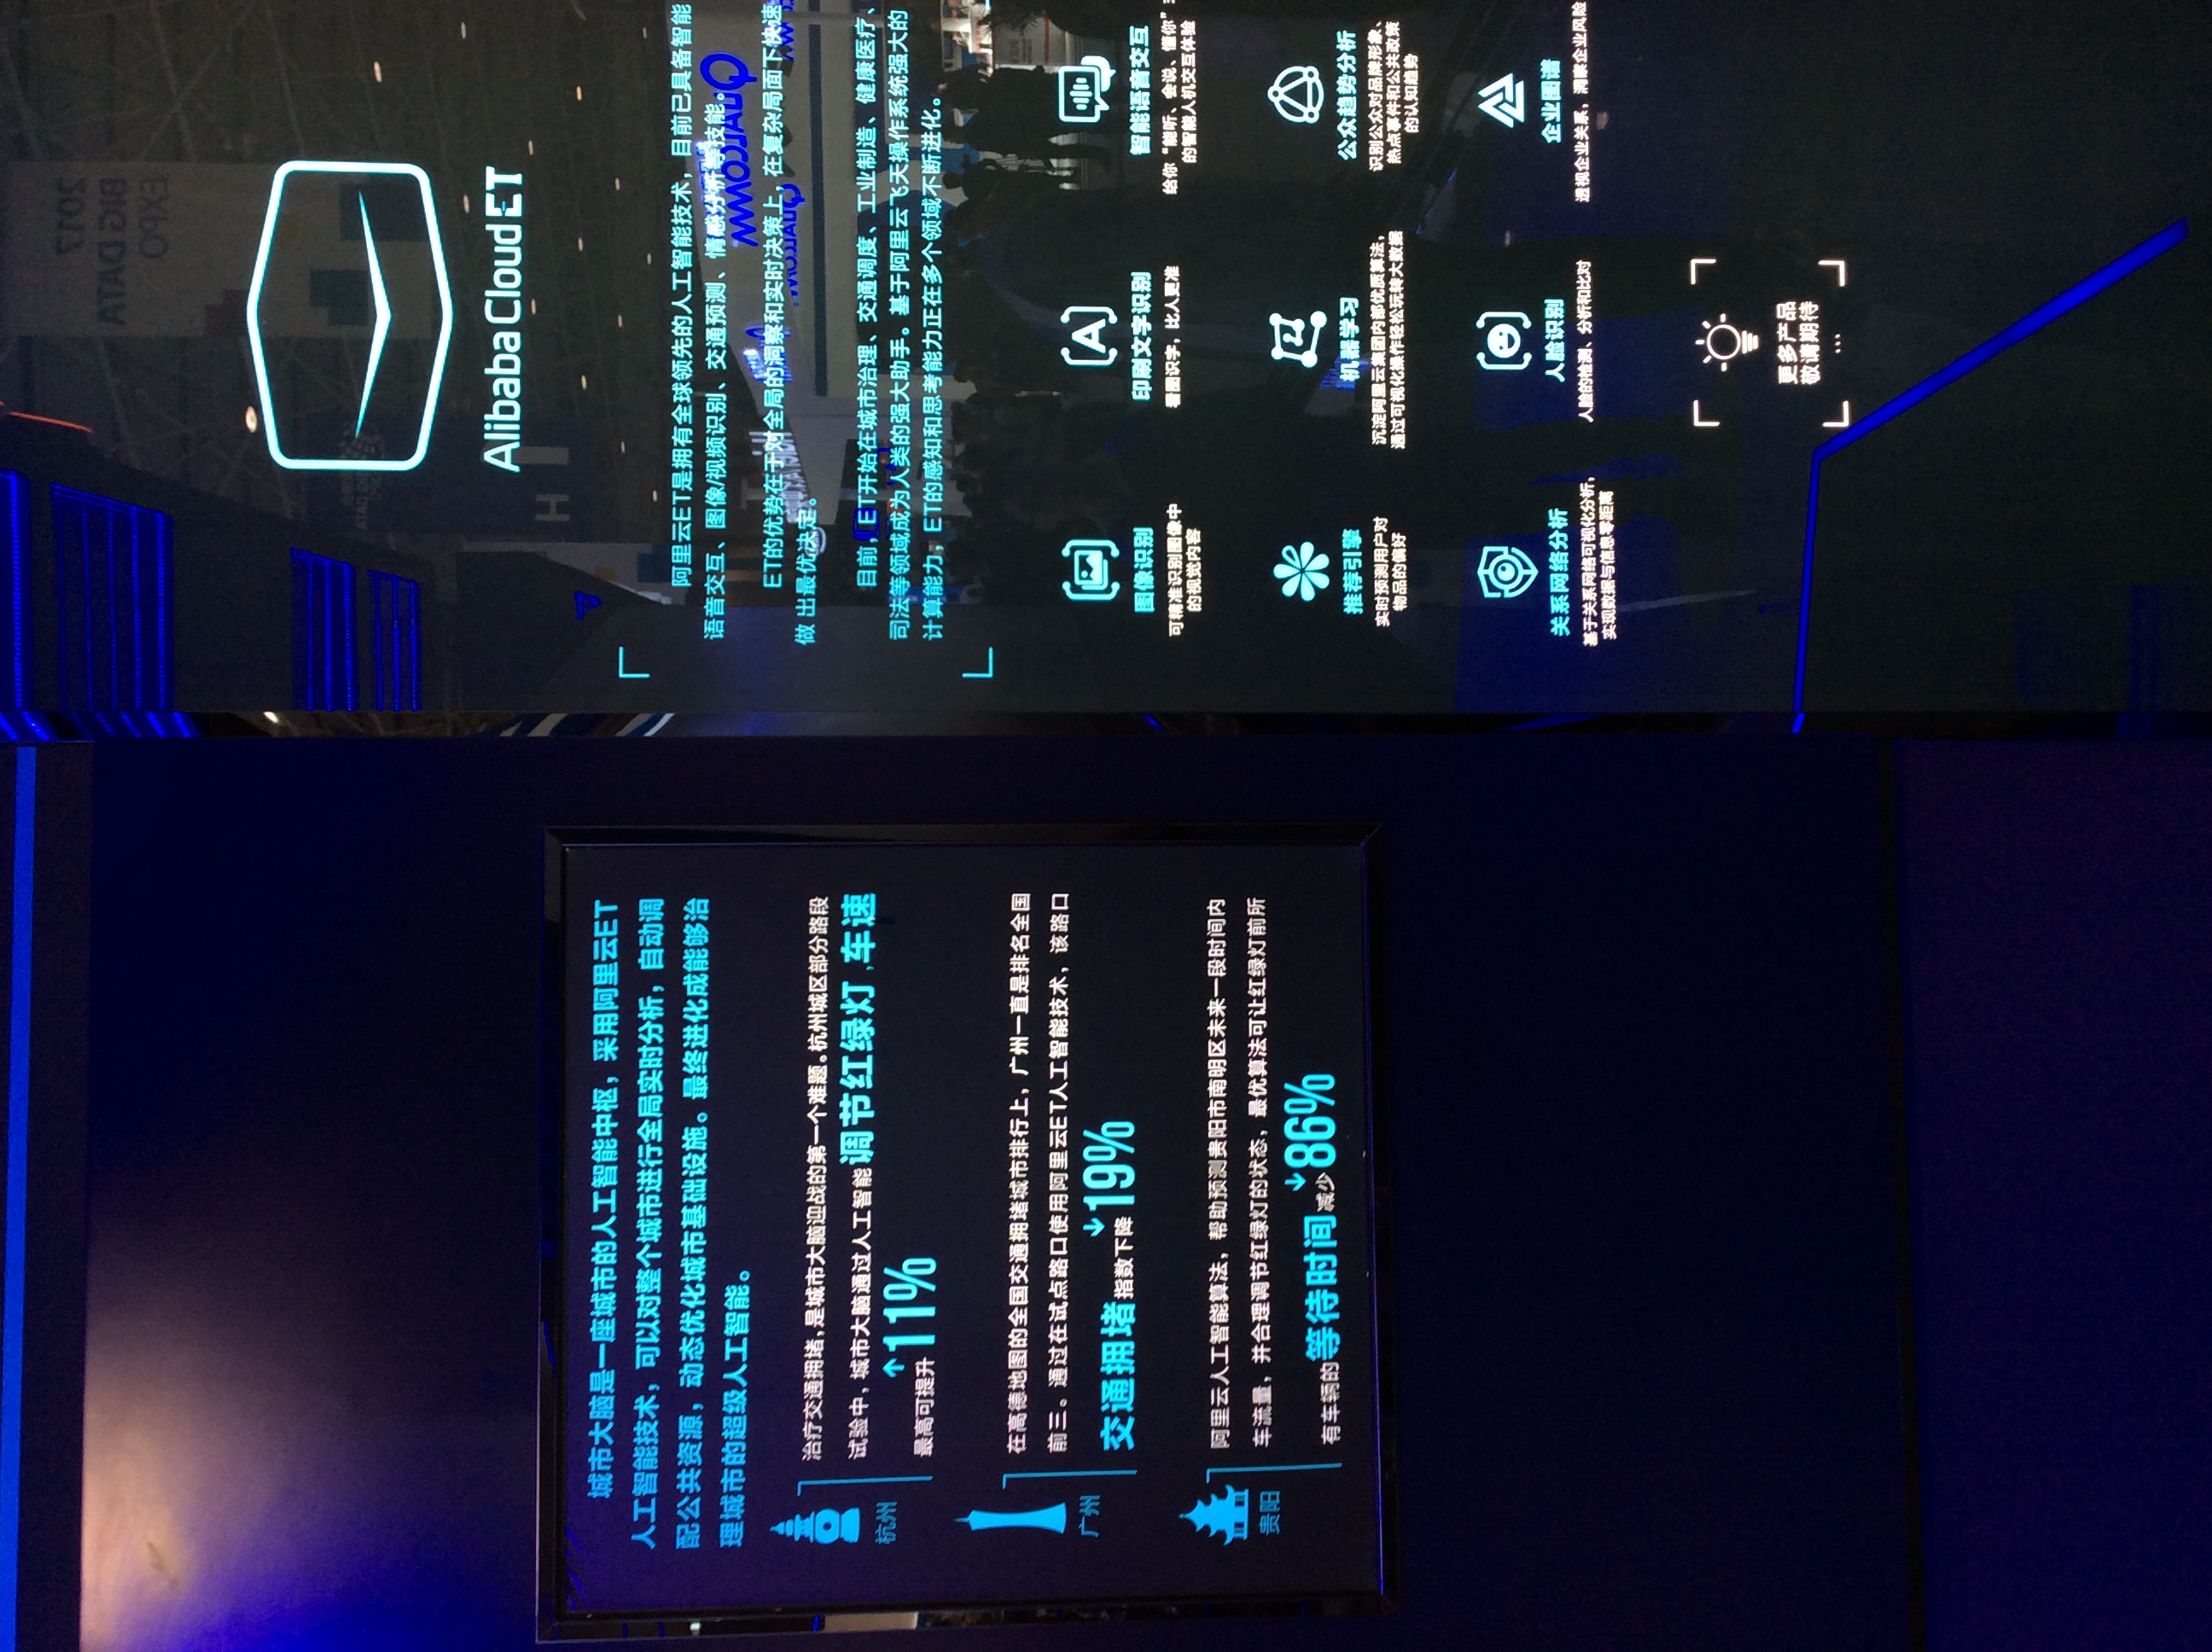 城市大脑是一座城市的人工智能中枢，采用阿里云ET
人工智能技术，可以对整个城市进行全局实时分析，自动调
配公共资源，动态优化城市基础设施。最终进化成能够治
理城市的超级人工智能。
杭州
治疗交通拥堵,是城市大脑迎战的第一个难题。杭州城区部分路段
试验中，城市大脑通过人工智能调节红绿灯,车速
最高可提升↑11%
广州
在高德地图的全国交通拥堵城市排行上，广州一直是排名全国
前三。通过在试点路口使用阿里云ET人工智能技术，该路口
交通拥堵指数下降↓19%
贵阳
阿里云人工智能算法，帮助预测贵阳市南明区未来一段时间内
车流量，并合理调节红绿灯的状态，最优算法可让红绿灯前所
有车辆的等待时间减少↓86%
2017
BIG DATA
EXPO
Alibaba Cloud ET
阿里云ET是拥有全球领先的人工智能技术，目前已具备智能
语音交互、图像/视频识别、交通预测、情感分析等技能。
QUALCOMM
ET的优势在于对全局的洞察和实时决策上，在复杂局面下快速
做 出最优决定。
目前，ET开始在城市治理、交通调度、工业制造、健康医疗、
司法等领域成为人类的强大助手。基于阿里云飞天操作系统强大的
计算能力，ET的感知和思考能力正在多个领域不断进化。
图像识别
可精准识别图像中
的视觉内容
印刷文字识别
看图识字，比人更准
智能语音交互
给你“能听、会说、懂你”
的智能人机交互体验
推荐引擎
实时预测用户对
物品的偏好
机器学习
沉淀阿里云集团内部优质算法，
通过可视化操作轻松玩转大数据
公众趋势分析
识别公众对品牌形象、
热点事件和公共政策
的认知趋势
关系网络分析
基于关系网络可视化分析，
实现数据与信息零距离
人脸识别
人脸的检测、分析和比对
企业图谱
透视企业关系，洞察企业风险
更多产品
敬请期待
...